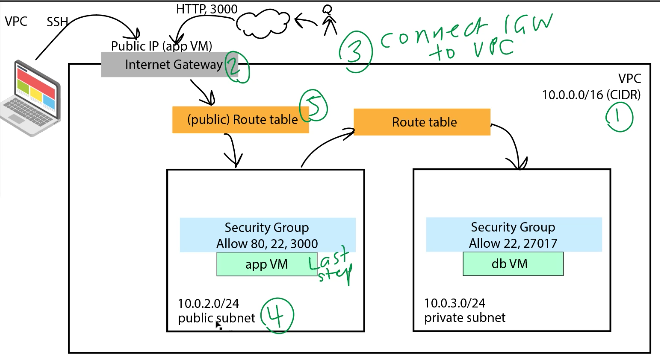 VPC
SSH
HTTP, 3000
Public IP (app VM)
Internet Gateway
2
3 connect IGW
to VPC
VPC
10.0.0.0/16 (CIDR)
1
5
(public) Route table
Route table
Security Group
Allow 80, 22, 3000
app VM
Last
step
10.0.2.0/24
public subnet
4
Security Group
Allow 22, 27017
db VM
10.0.3.0/24
private subnet